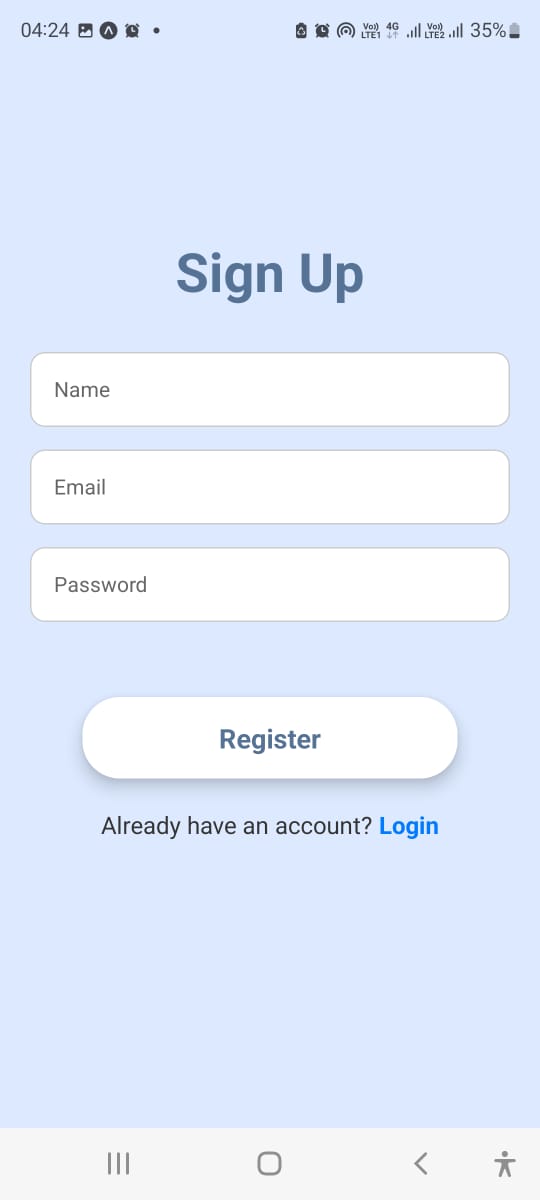 04:24 Vo)) LTE1 4G Vo)) LTE2 35%
Sign Up
Name
Email
Password
Register
Already have an account? Login